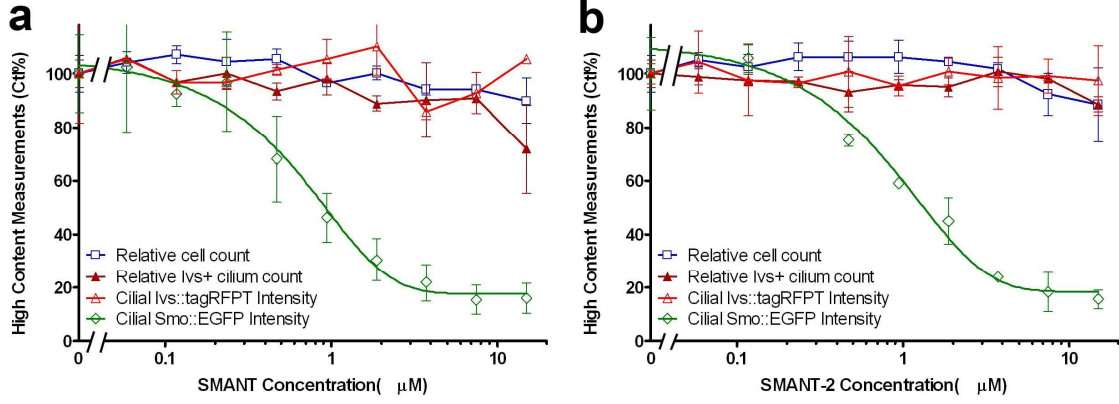 a
High Content Measurements (Ctl%)
100
80
60
40
20
0
Relative cell count
Relative Ivs+ cilium count
Cilial Ivs::tagRFPT Intensity
Cilial Smo::EGFP Intensity
0
0.1
1
10
SMANT Concentration( μM)
b
High Content Measurements (Ctl%)
100
80
60
40
20
0
Relative cell count
Relative Ivs+ cilium count
Cilial Ivs::tagRFPT Intensity
Cilial Smo::EGFP Intensity
0
0.1
1
10
SMANT-2 Concentration( μM)